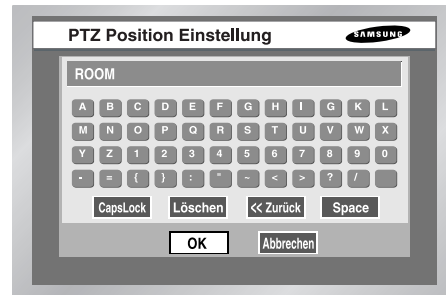 PTZ Position Einstellung SAMSUNG
ROOM
A B C D E F G H I G K L
M N O P Q R S T U V W X
Y Z 1 2 3 4 5 6 7 8 9 0
- = { } : " ~ < > ? /
CapsLock Löschen << Zurück Space
OK Abbrechen